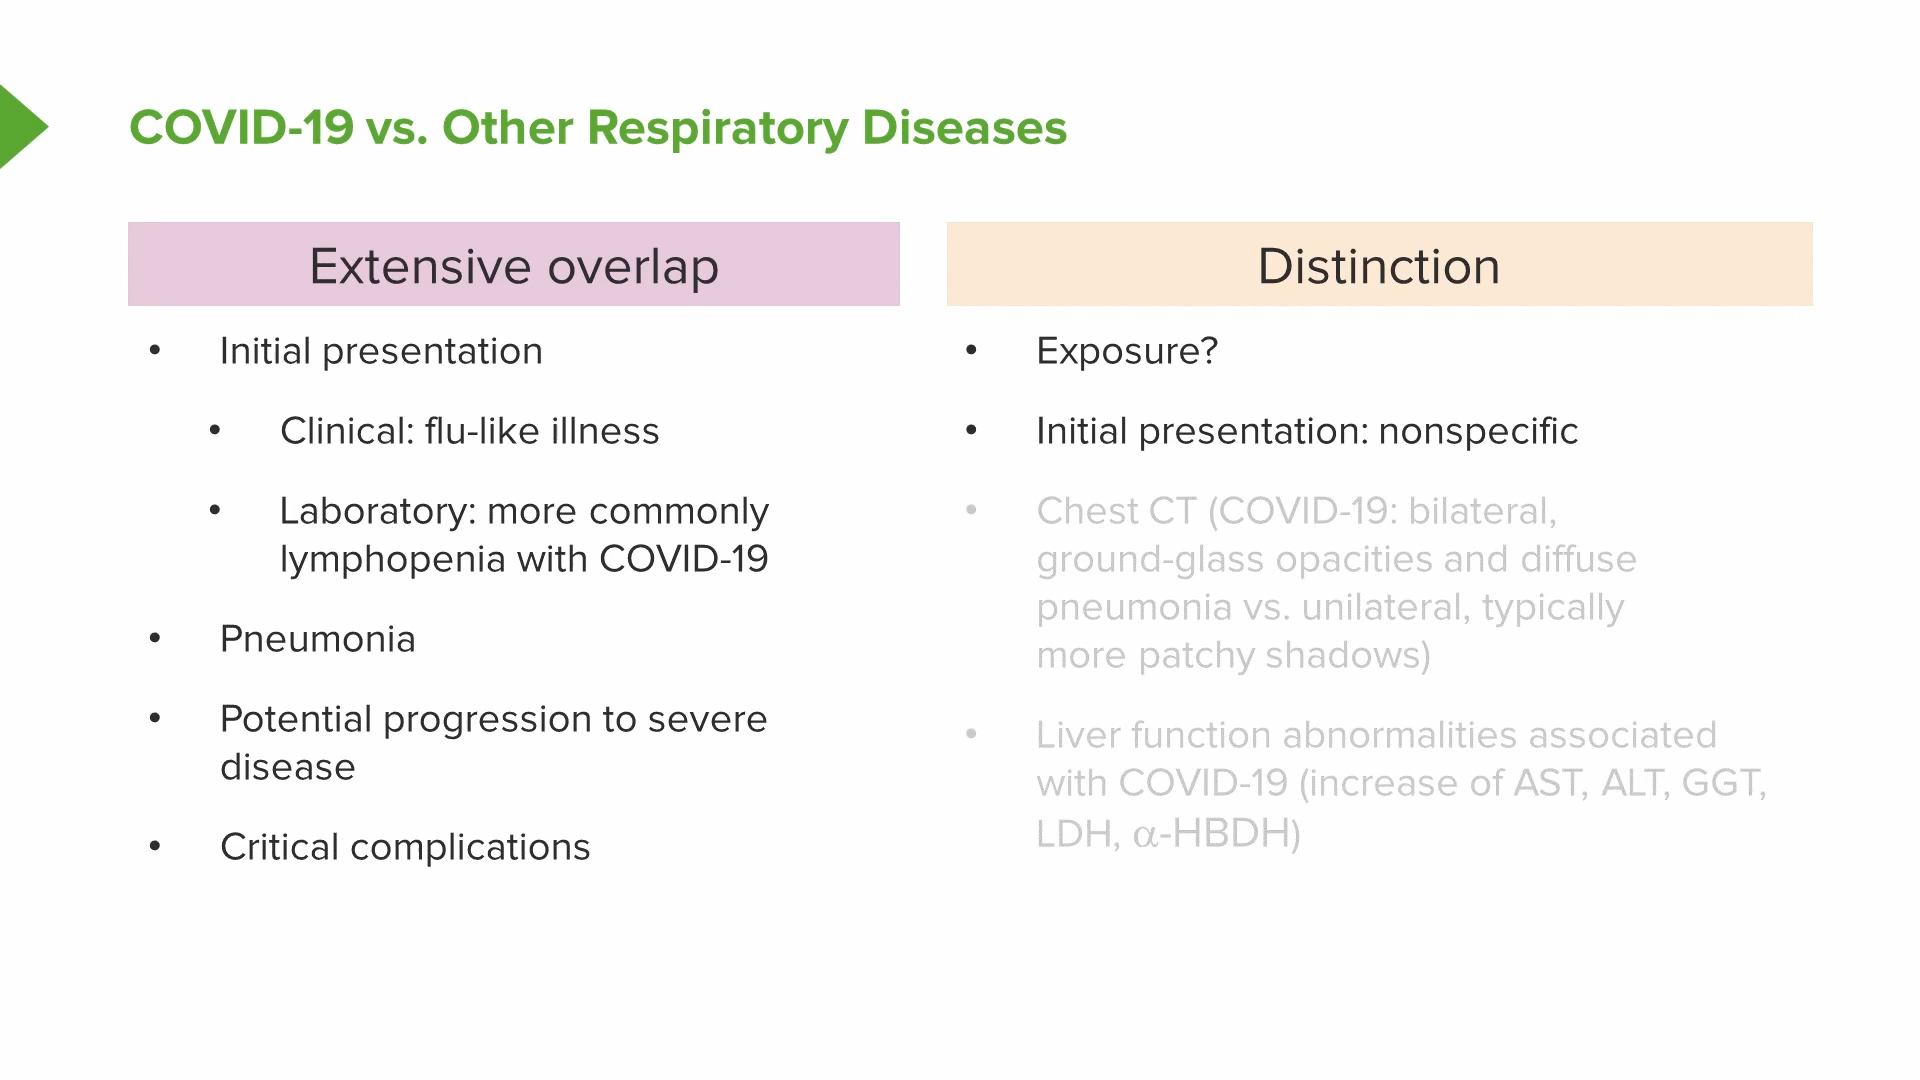 COVID-19 vs. Other Respiratory Diseases
Extensive overlap
• Initial presentation
• Clinical: flu-like illness
• Laboratory: more commonly
lymphopenia with COVID-19
• Pneumonia
• Potential progression to severe
disease
• Critical complications
Distinction
• Exposure?
• Initial presentation: nonspecific
• Chest CT (COVID-19: bilateral,
ground-glass opacities and diffuse
pneumonia vs. unilateral, typically
more patchy shadows)
• Liver function abnormalities associated
with COVID-19 (increase of AST, ALT, GGT,
LDH, α-HBDH)